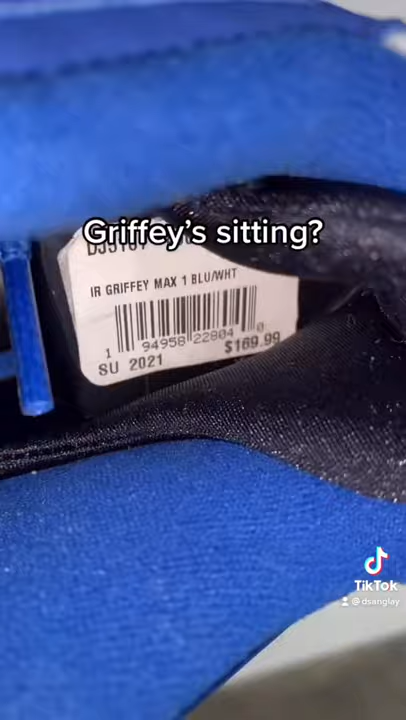 Griffey's sitting?
IR GRIFFEY MAX 1 BLU/WHT
1 94958 22804 0
SU 2021 $169.99
TikTok
@dsanglay